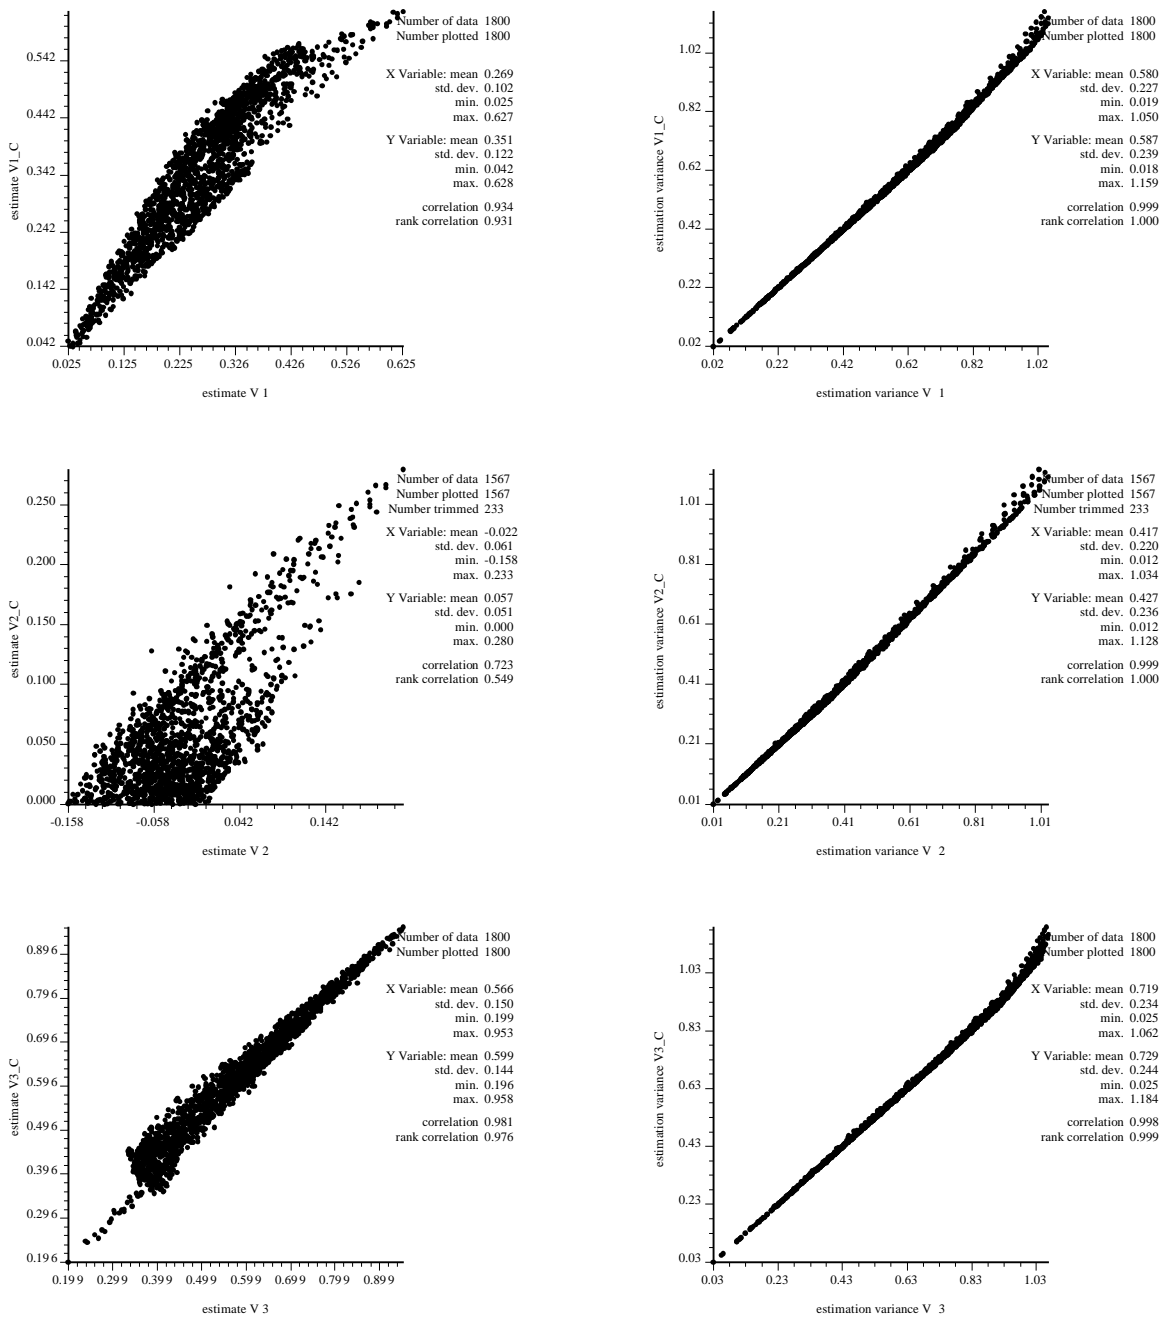 Number of data 1800
Number plotted 1800
X Variable: mean 0.269
std. dev. 0.102
min. 0.025
max. 0.627
Y Variable: mean 0.351
std. dev. 0.122
min. 0.042
max. 0.628
correlation 0.934
rank correlation 0.931
estimate V1_C
0.542
0.442
0.342
0.242
0.142
0.042
0.025 0.125 0.225 0.326 0.426 0.526 0.625
estimate V 1
Number of data 1800
Number plotted 1800
X Variable: mean 0.580
std. dev. 0.227
min. 0.019
max. 1.050
Y Variable: mean 0.587
std. dev. 0.239
min. 0.018
max. 1.159
correlation 0.999
rank correlation 1.000
estimation variance V1_C
1.02
0.82
0.62
0.42
0.22
0.02
0.02 0.22 0.42 0.62 0.82 1.02
estimation variance V 1
Number of data 1567
Number plotted 1567
Number trimmed 233
X Variable: mean -0.022
std. dev. 0.061
min. -0.158
max. 0.233
Y Variable: mean 0.057
std. dev. 0.051
min. 0.000
max. 0.280
correlation 0.723
rank correlation 0.549
estimate V2_C
0.250
0.200
0.150
0.100
0.050
0.000
-0.158 -0.058 0.042 0.142
estimate V 2
Number of data 1567
Number plotted 1567
Number trimmed 233
X Variable: mean 0.417
std. dev. 0.220
min. 0.012
max. 1.034
Y Variable: mean 0.427
std. dev. 0.236
min. 0.012
max. 1.128
correlation 0.999
rank correlation 1.000
estimation variance V2_C
1.01
0.81
0.61
0.41
0.21
0.01
0.01 0.21 0.41 0.61 0.81 1.01
estimation variance V 2
Number of data 1800
Number plotted 1800
X Variable: mean 0.566
std. dev. 0.150
min. 0.199
max. 0.953
Y Variable: mean 0.599
std. dev. 0.144
min. 0.196
max. 0.958
correlation 0.981
rank correlation 0.976
estimate V3_C
0.896
0.796
0.696
0.596
0.496
0.396
0.296
0.196
0.199 0.299 0.399 0.499 0.599 0.699 0.799 0.899
estimate V 3
Number of data 1800
Number plotted 1800
X Variable: mean 0.719
std. dev. 0.234
min. 0.025
max. 1.062
Y Variable: mean 0.729
std. dev. 0.244
min. 0.025
max. 1.184
correlation 0.998
rank correlation 0.999
estimation variance V3_C
1.03
0.83
0.63
0.43
0.23
0.03
0.03 0.23 0.43 0.63 0.83 1.03
estimation variance V 3